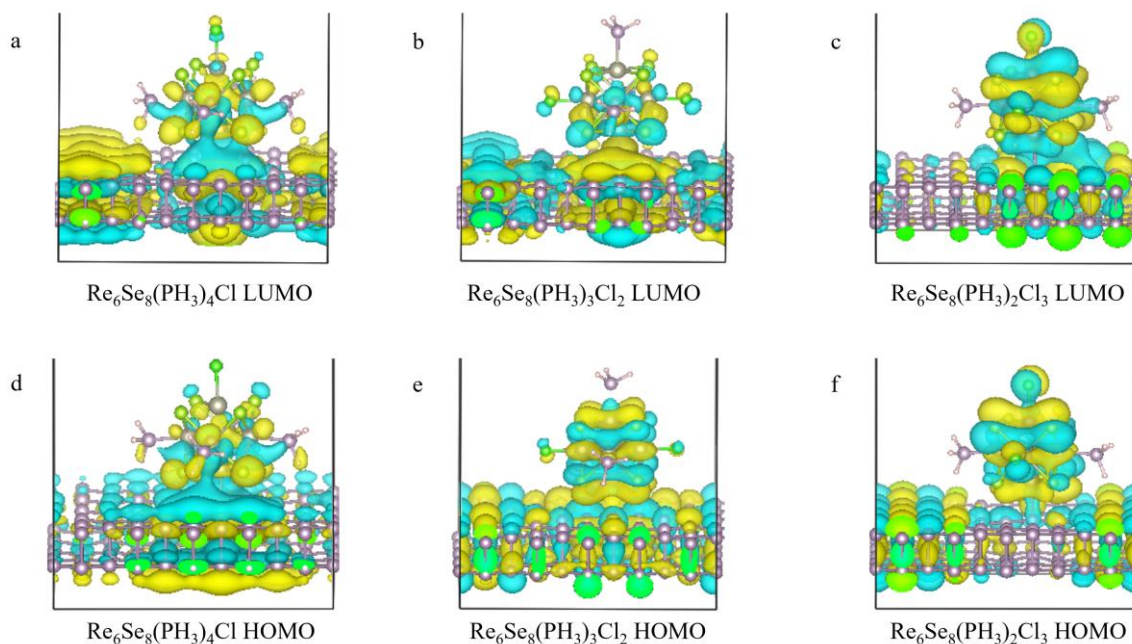 a
b
c
Re₆Se₈(PH₃)₄Cl LUMO
Re₆Se₈(PH₃)₃Cl₂ LUMO
Re₆Se₈(PH₃)₂Cl₃ LUMO
d
e
f
Re₆Se₈(PH₃)₄Cl HOMO
Re₆Se₈(PH₃)₃Cl₂ HOMO
Re₆Se₈(PH₃)₂Cl₃ HOMO